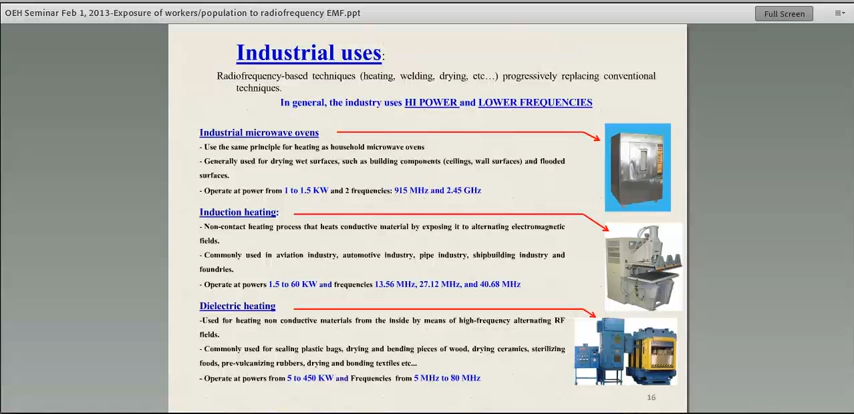 OEH Seminar Feb 1, 2013-Exposure of workers/population to radiofrequency EMF.ppt
Full Screen
Industrial uses:
Radiofrequency-based techniques (heating, welding, drying, etc…) progressively replacing conventional
techniques.
In general, the industry uses HI POWER and LOWER FREQUENCIES
Industrial microwave ovens
- Use the same principle for heating as household microwave ovens
- Generally used for drying wet surfaces, such as building components (ceilings, wall surfaces) and flooded
surfaces.
- Operate at power from 1 to 1.5 KW and 2 frequencies: 915 MHz and 2.45 GHz
Induction heating:
- Non-contact heating process that heats conductive material by exposing it to alternating electromagnetic
fields.
- Commonly used in aviation industry, automotive industry, pipe industry, shipbuilding industry and
foundries.
- Operate at powers 1.5 to 60 KW and frequencies 13.56 MHz, 27.12 MHz, and 40.68 MHz
Dielectric heating
-Used for heating non conductive materials from the inside by means of high-frequency alternating RF
fields.
- Commonly used for sealing plastic bags, drying and bending pieces of wood, drying ceramics, sterilizing
foods, pre-vulcanizing rubbers, drying and bonding textiles etc...
- Operate at powers from 5 to 450 KW and Frequencies from 5 MHz to 80 MHz
16